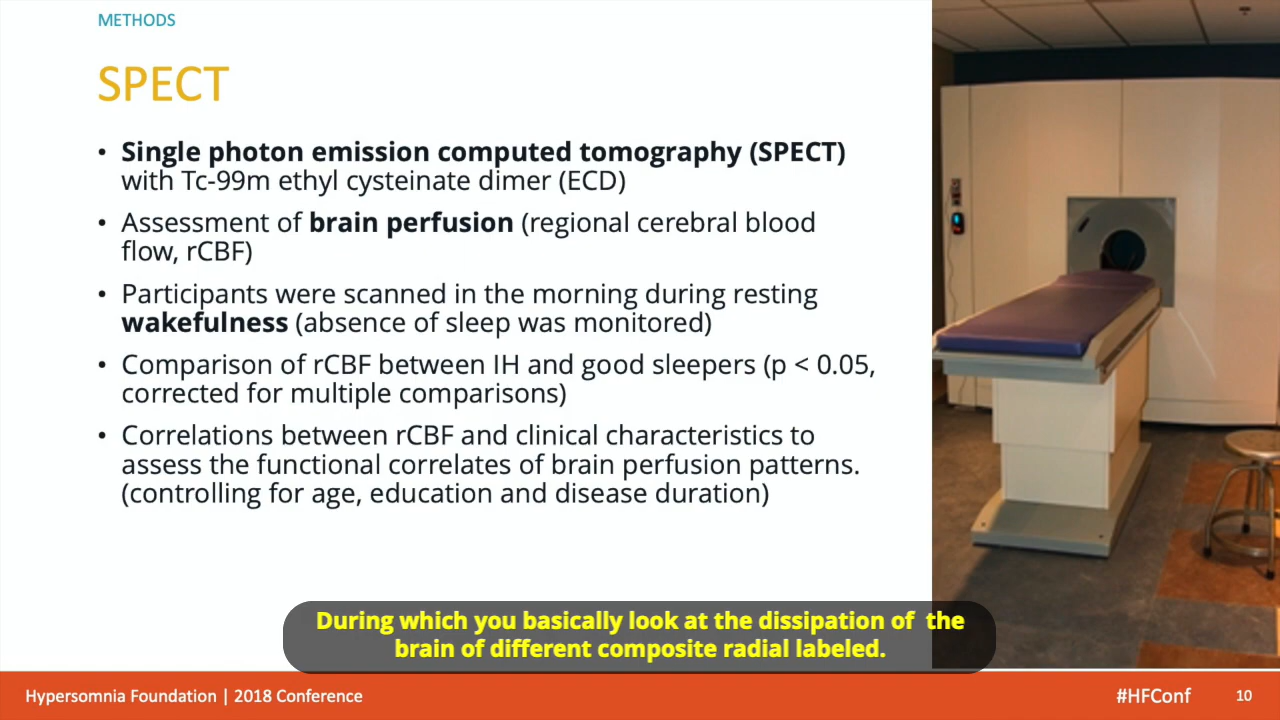 METHODS
SPECT
• Single photon emission computed tomography (SPECT)
with Tc-99m ethyl cysteinate dimer (ECD)
• Assessment of brain perfusion (regional cerebral blood
flow, rCBF)
• Participants were scanned in the morning during resting
wakefulness (absence of sleep was monitored)
• Comparison of rCBF between IH and good sleepers (p < 0.05,
corrected for multiple comparisons)
• Correlations between rCBF and clinical characteristics to
assess the functional correlates of brain perfusion patterns.
(controlling for age, education and disease duration)
During which you basically look at the dissipation of the
brain of different composite radial labeled.
Hypersomnia Foundation | 2018 Conference
#HFConf
10